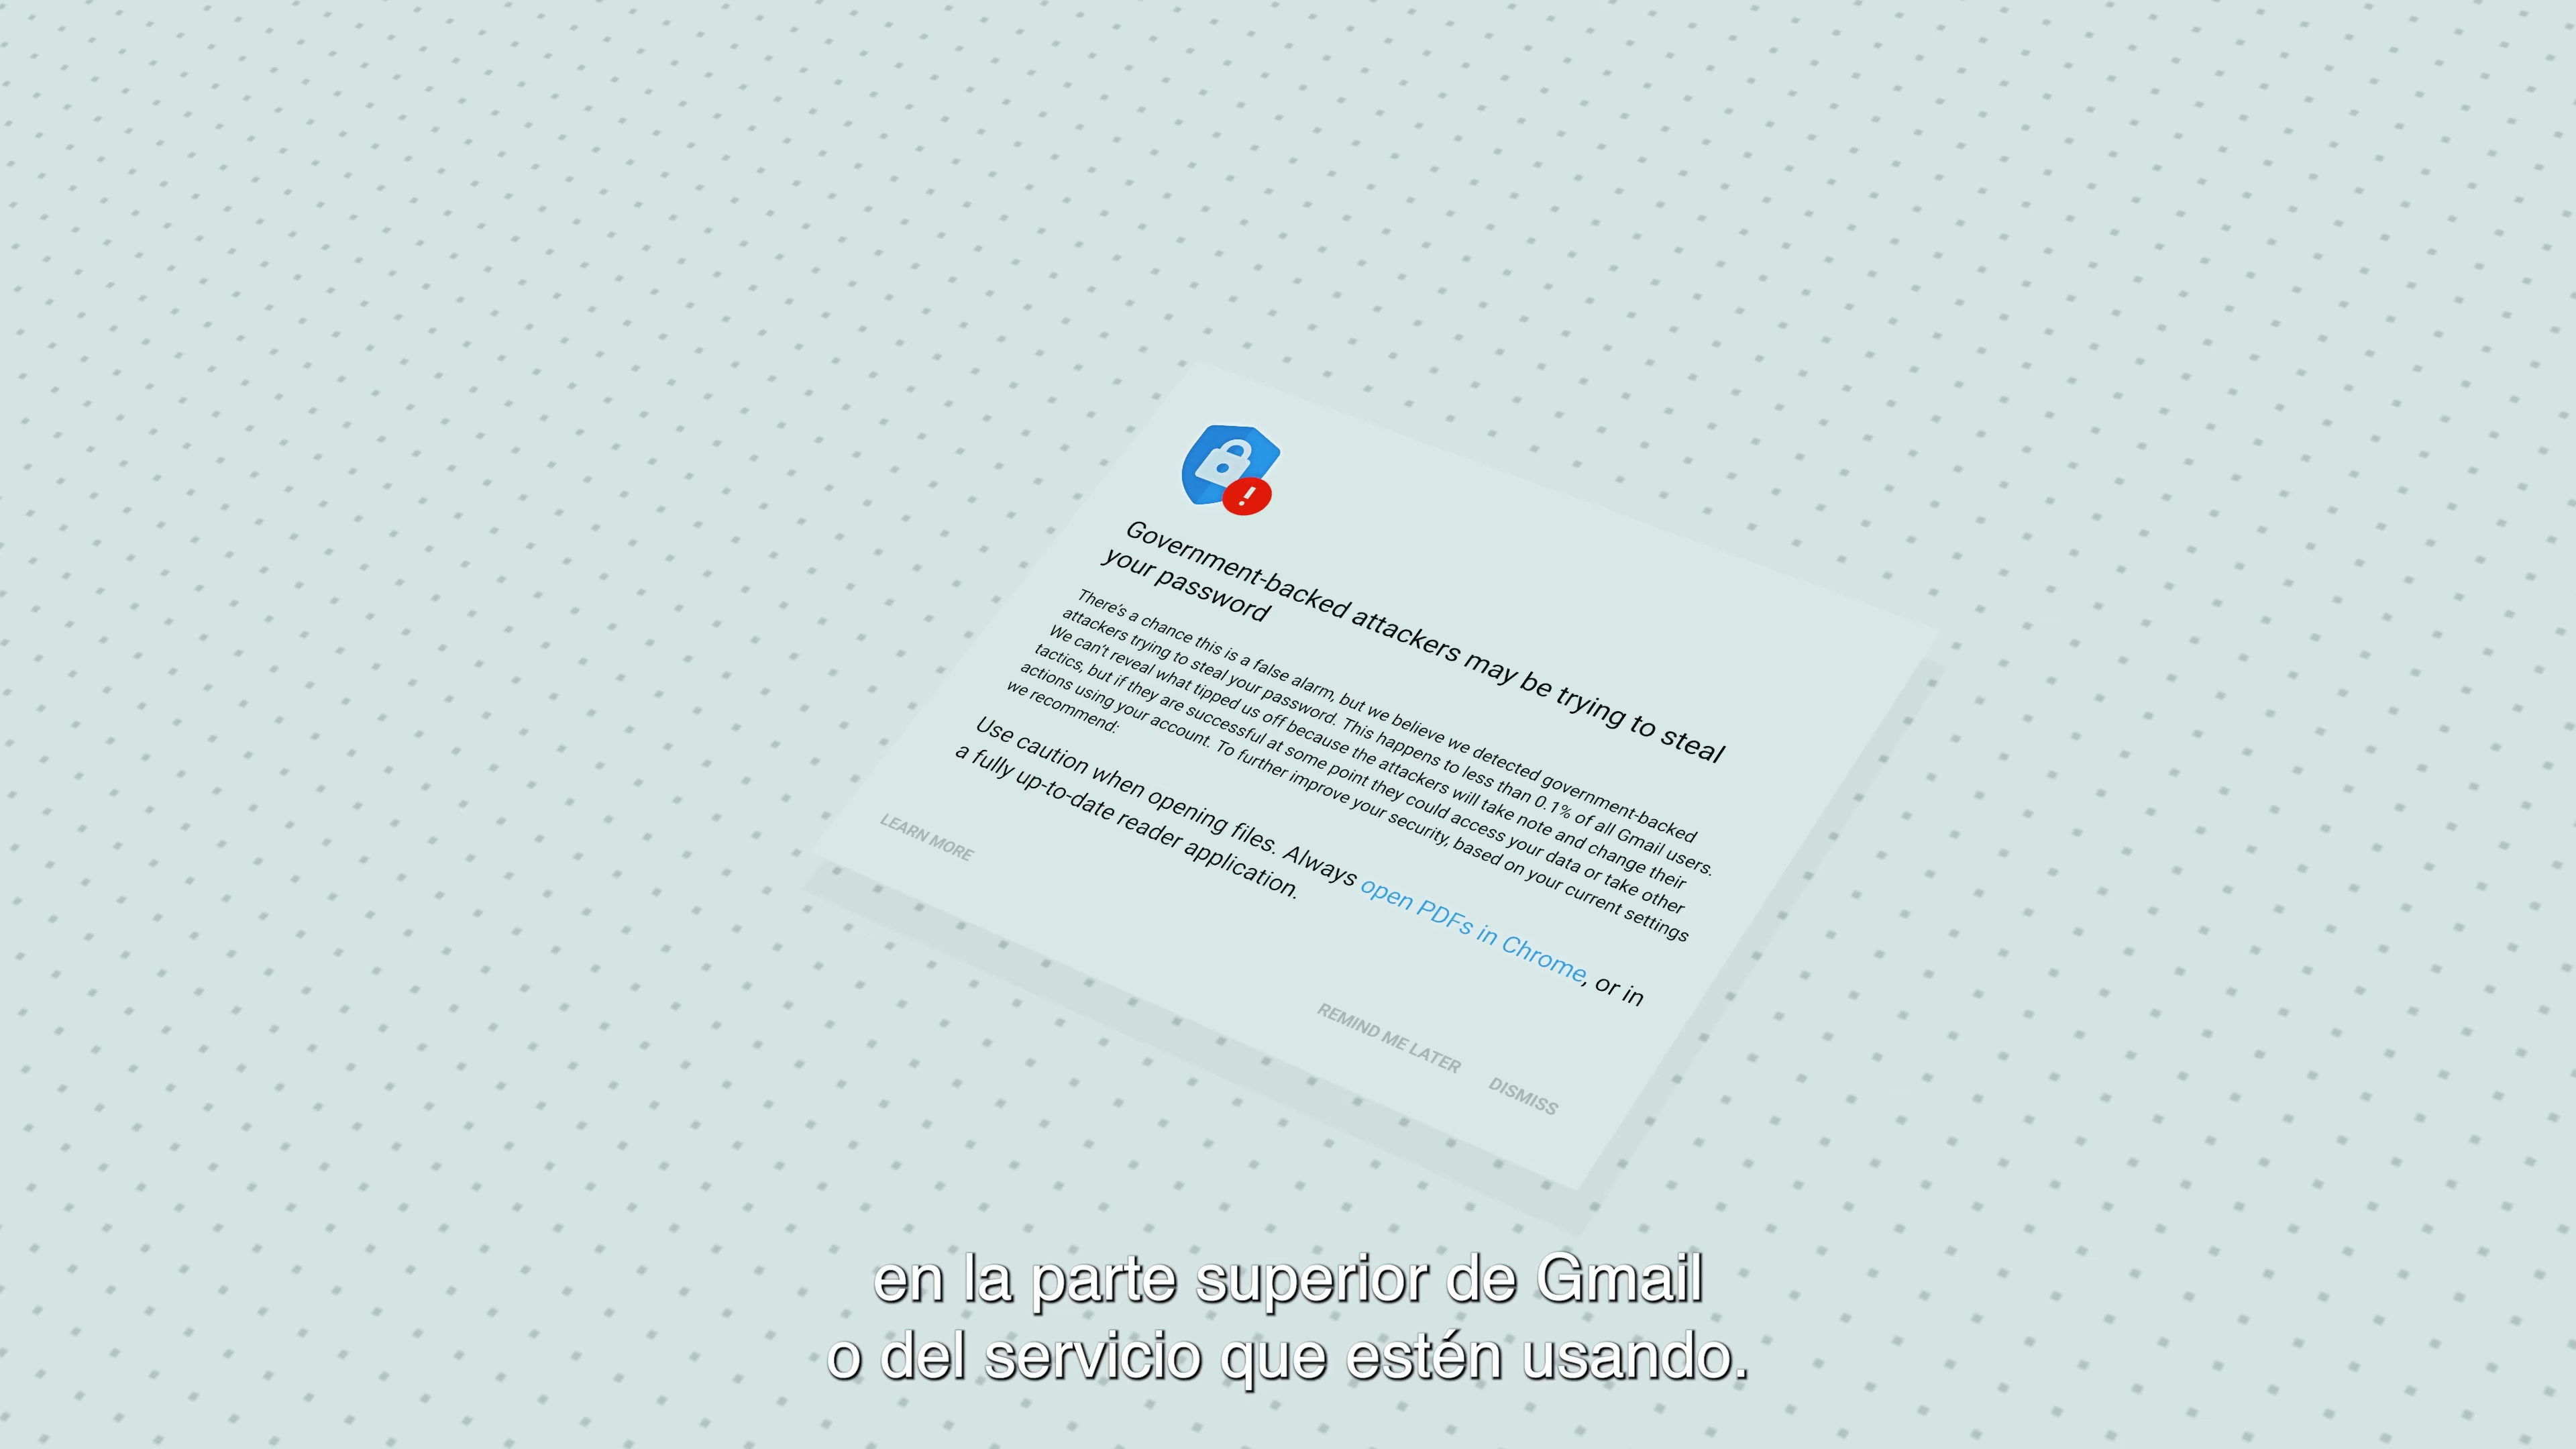 Government-backed attackers may be trying to steal
your password
There's a chance this is a false alarm, but we believe we detected government-backed
attackers trying to steal your password. This happens to less than 0.1% of all Gmail users.
We can't reveal what tipped us off because the attackers will take note and change their
tactics, but if they are successful at some point they could access your data or take other
actions using your account. To further improve your security, based on your current settings
we recommend:
Use caution when opening files. Always open PDFs in Chrome, or in
a fully up-to-date reader application.
LEARN MORE
REMIND ME LATER
DISMISS
en la parte superior de Gmail
o del servicio que estén usando.